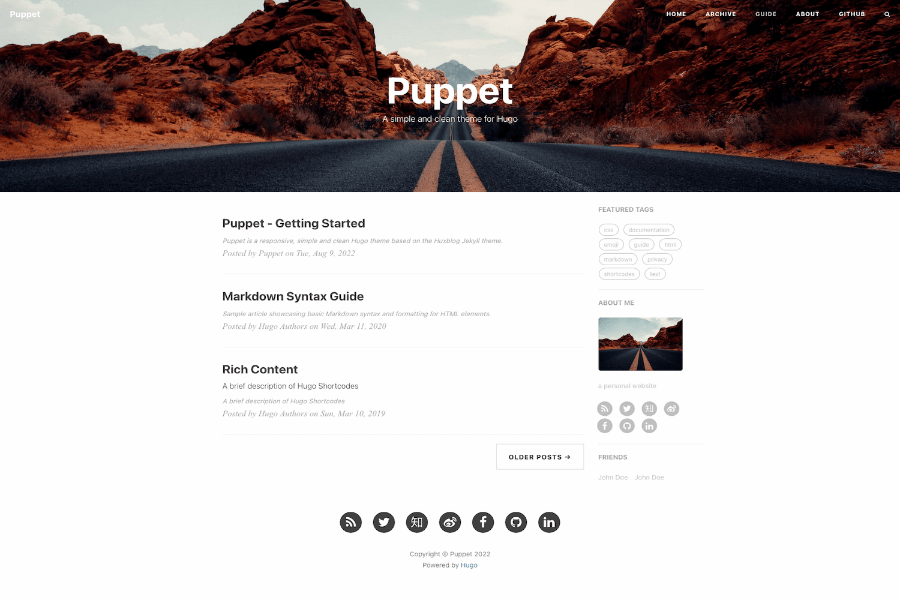 Puppet
HOME ARCHIVE GUIDE ABOUT GITHUB
Puppet
A simple and clean theme for Hugo
Puppet - Getting Started
Puppet is a responsive, simple and clean Hugo theme based on the Huxblog Jekyll theme.
Posted by Puppet on Tue, Aug 9, 2022
Markdown Syntax Guide
Sample article showcasing basic Markdown syntax and formatting for HTML elements.
Posted by Hugo Authors on Wed, Mar 11, 2020
Rich Content
A brief description of Hugo Shortcodes
A brief description of Hugo Shortcodes
Posted by Hugo Authors on Sun, Mar 10, 2019
OLDER POSTS →
FEATURED TAGS
css documentation
emoji guide html
markdown privacy
shortcodes text
ABOUT ME
a personal website
知
FRIENDS
John Doe John Doe
知
Copyright © Puppet 2022
Powered by Hugo